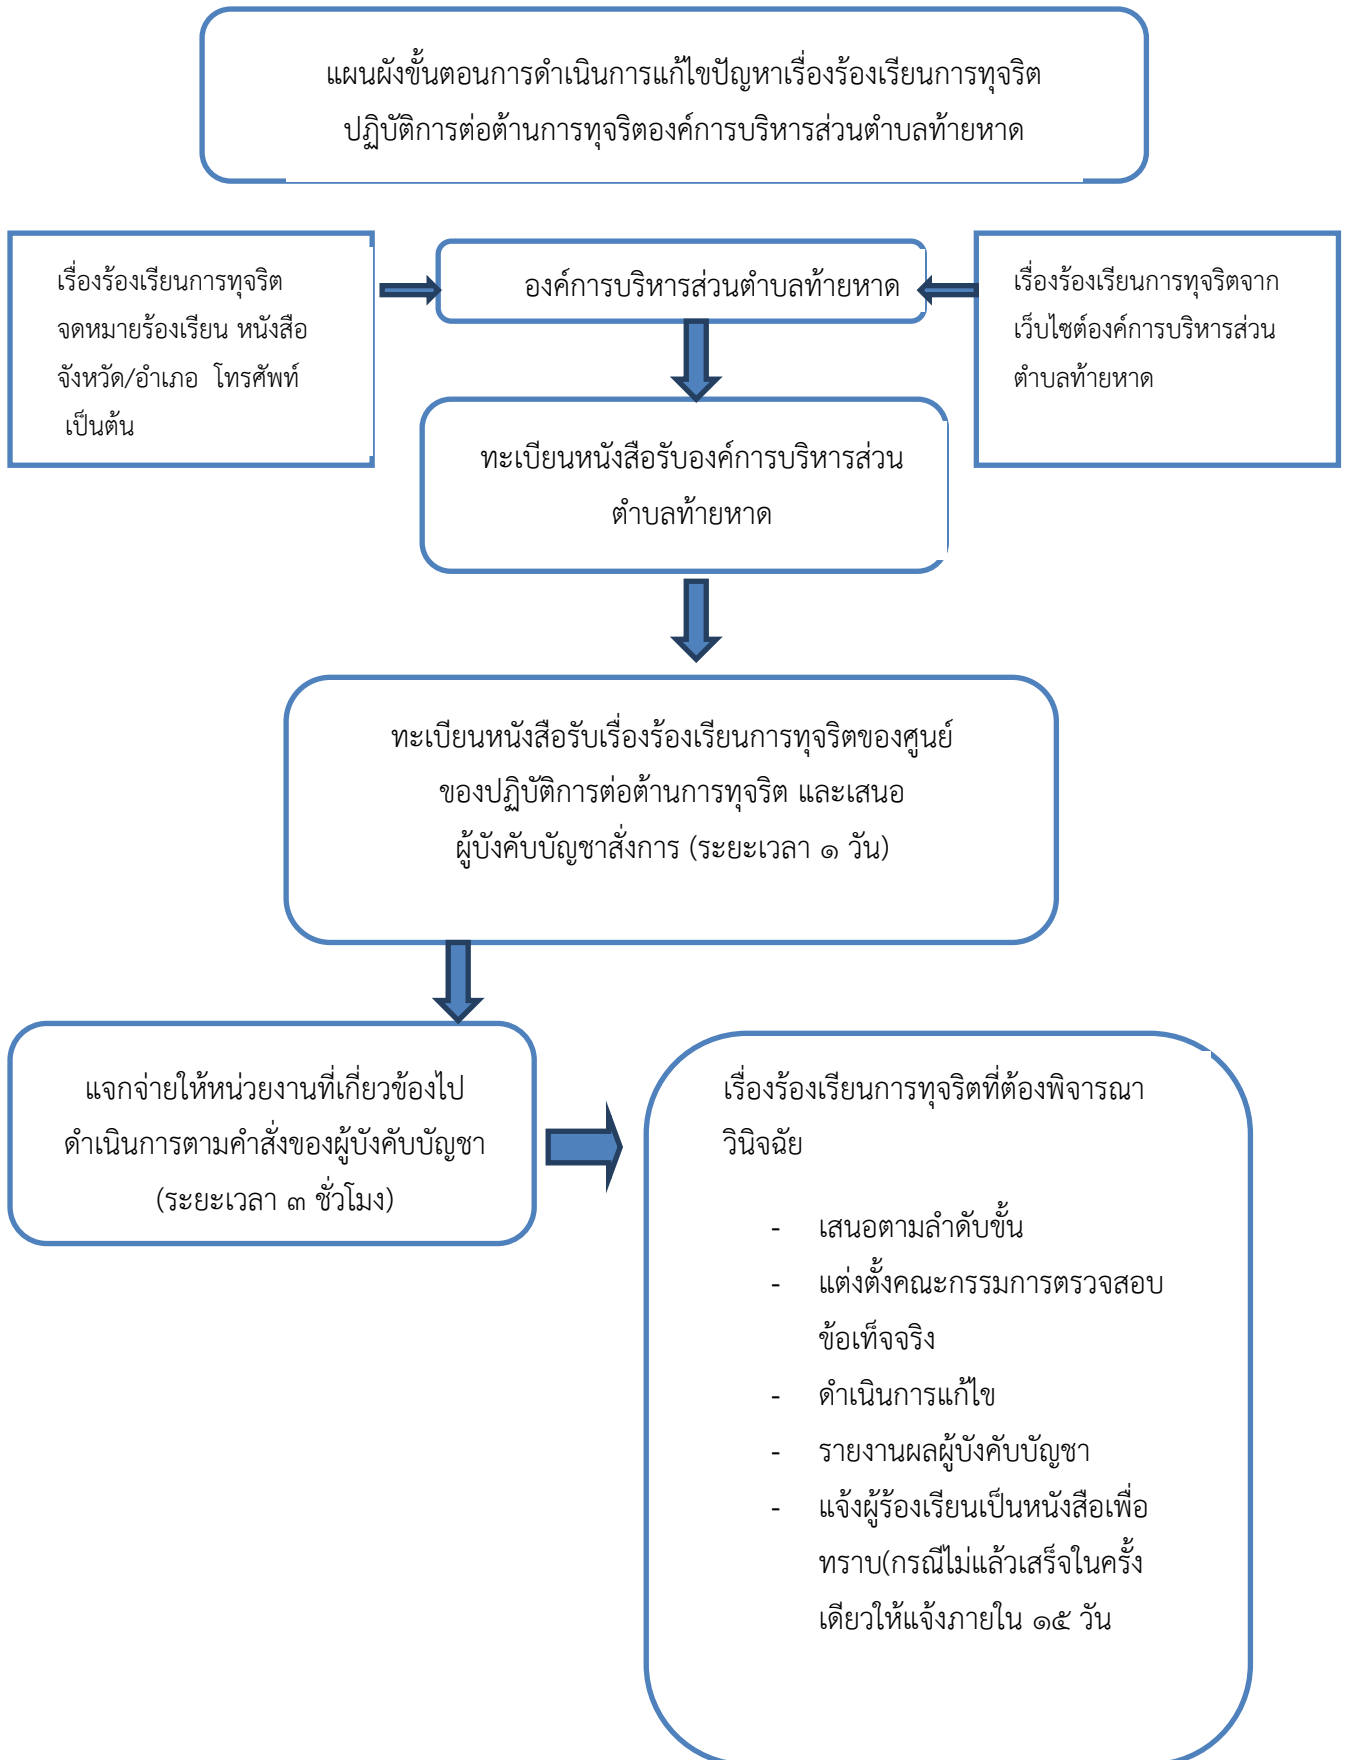 แผนผังขั้นตอนการดำเนินการแก้ไขปัญหาเรื่องร้องเรียนการทุจริต
ปฏิบัติการต่อต้านการทุจริตองค์การบริหารส่วนตำบลท้ายหาด
เรื่องร้องเรียนการทุจริต
จดหมายร้องเรียน หนังสือ
จังหวัด/อำเภอ โทรศัพท์
เป็นต้น
องค์การบริหารส่วนตำบลท้ายหาด
เรื่องร้องเรียนการทุจริตจาก
เว็บไซต์องค์การบริหารส่วน
ตำบลท้ายหาด
ทะเบียนหนังสือรับองค์การบริหารส่วน
ตำบลท้ายหาด
ทะเบียนหนังสือรับเรื่องร้องเรียนการทุจริตของศูนย์
ของปฏิบัติการต่อต้านการทุจริต และเสนอ
ผู้บังคับบัญชาสั่งการ (ระยะเวลา ๑ วัน)
แจกจ่ายให้หน่วยงานที่เกี่ยวข้องไป
ดำเนินการตามคำสั่งของผู้บังคับบัญชา
(ระยะเวลา ๓ ชั่วโมง)
เรื่องร้องเรียนการทุจริตที่ต้องพิจารณา
วินิจฉัย
- เสนอตามลำดับขั้น
- แต่งตั้งคณะกรรมการตรวจสอบ
ข้อเท็จจริง
- ดำเนินการแก้ไข
- รายงานผลผู้บังคับบัญชา
- แจ้งผู้ร้องเรียนเป็นหนังสือเพื่อ
ทราบ(กรณีไม่แล้วเสร็จในครั้ง
เดียวให้แจ้งภายใน ๑๕ วัน